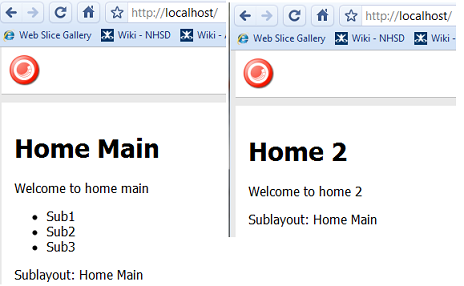 http://localhost/
Web Slice Gallery Wiki - NHSD Wiki - A
Home Main
Welcome to home main
Sub1
Sub2
Sub3
Sublayout: Home Main
http://localhost/
Web Slice Gallery Wiki - NHSD Wiki -
Home 2
Welcome to home 2
Sublayout: Home Main